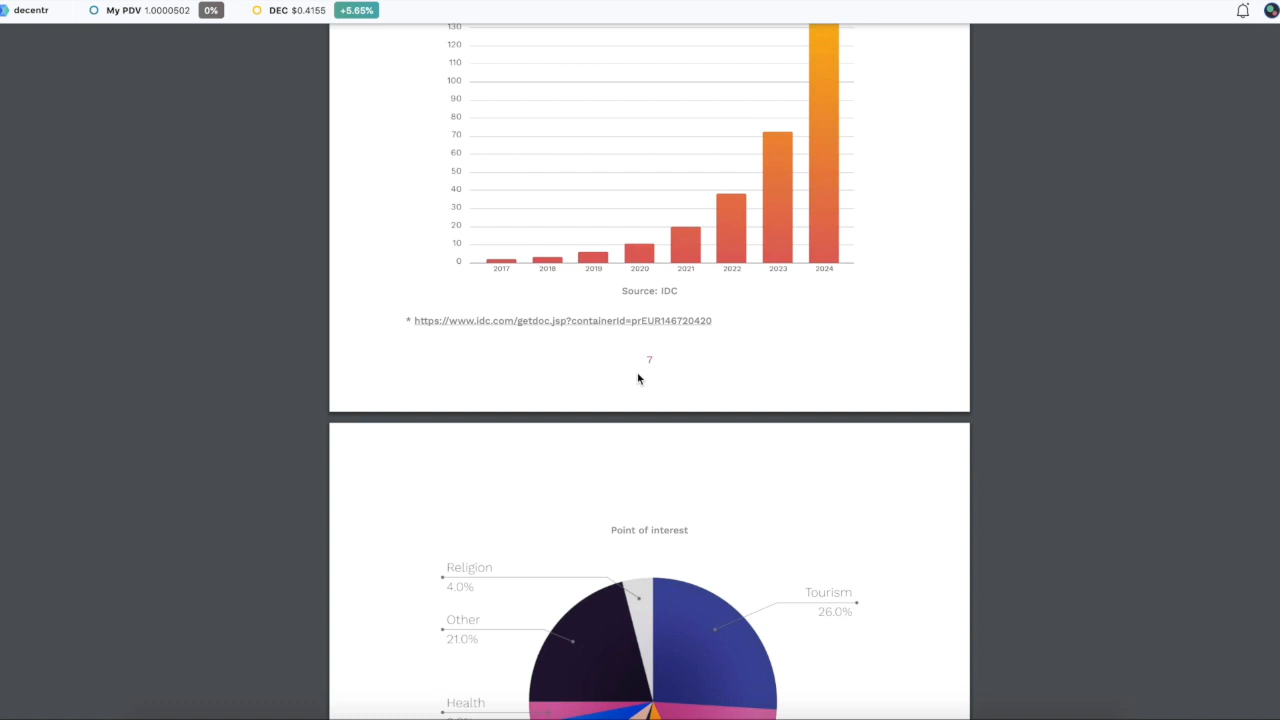 decentr My PDV 1.0000502 0% DEC $0.4155 +5.65%
130
120
110
100
90
80
70
60
50
40
30
20
10
0
2017 2018 2019 2020 2021 2022 2023 2024
Source: IDC
* https://www.idc.com/getdoc.jsp?containerId=prEUR146720420
7
Point of interest
Religion
4.0%
Tourism
26.0%
Other
21.0%
Health